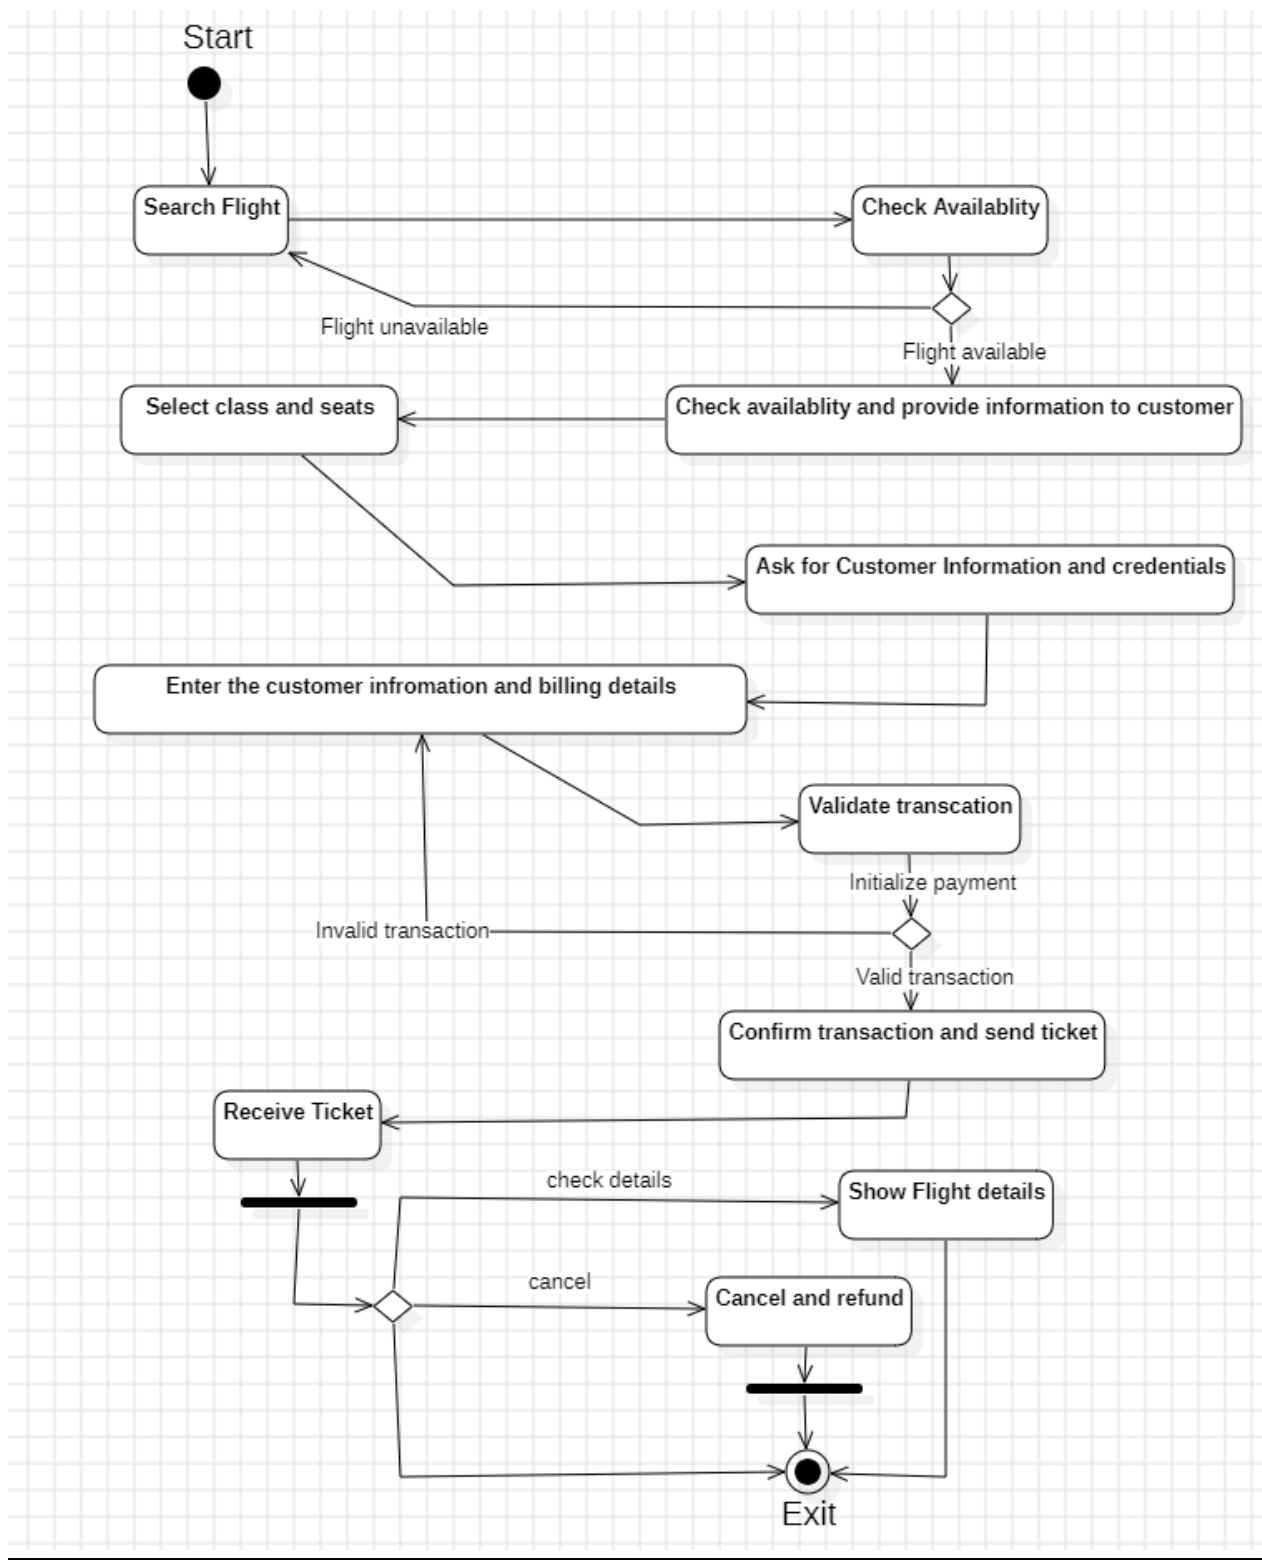 Start
Search Flight
Check Availablity
Flight unavailable
Flight available
Select class and seats
Check availablity and provide information to customer
Ask for Customer Information and credentials
Enter the customer infromation and billing details
Validate transcation
Initialize payment
Invalid transaction
Valid transaction
Confirm transaction and send ticket
Receive Ticket
check details
Show Flight details
cancel
Cancel and refund
Exit